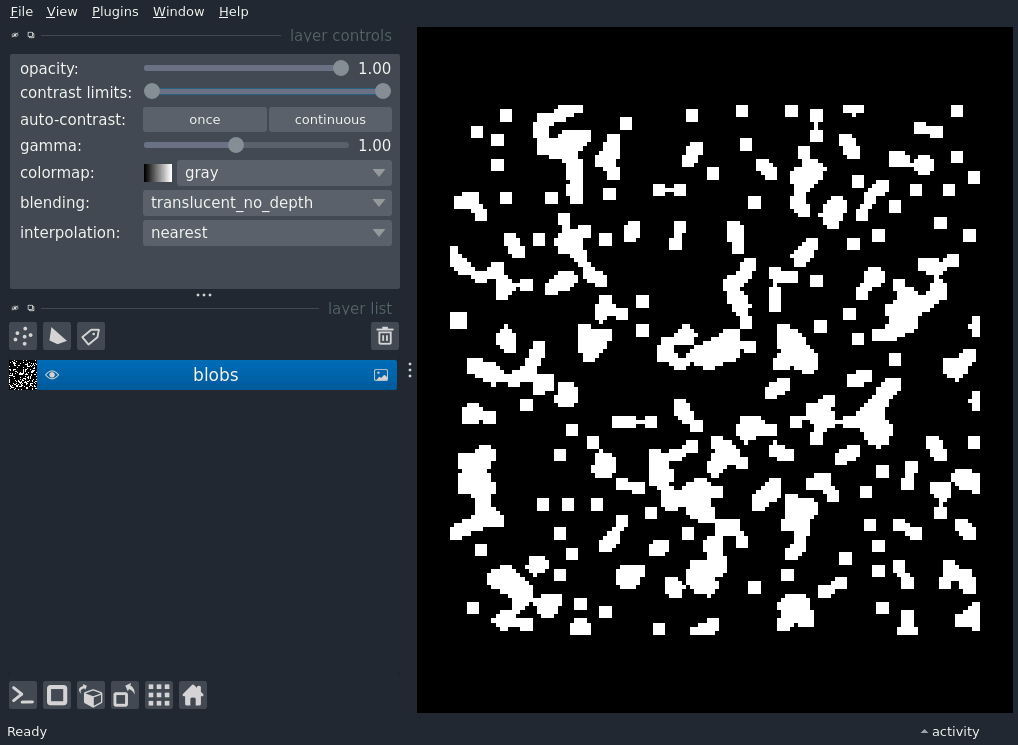 File View Plugins Window Help
layer controls
opacity: 1.00
contrast limits:
auto-contrast: once continuous
gamma: 1.00
colormap: gray
blending: translucent_no_depth
interpolation: nearest
layer list
blobs
Ready activity